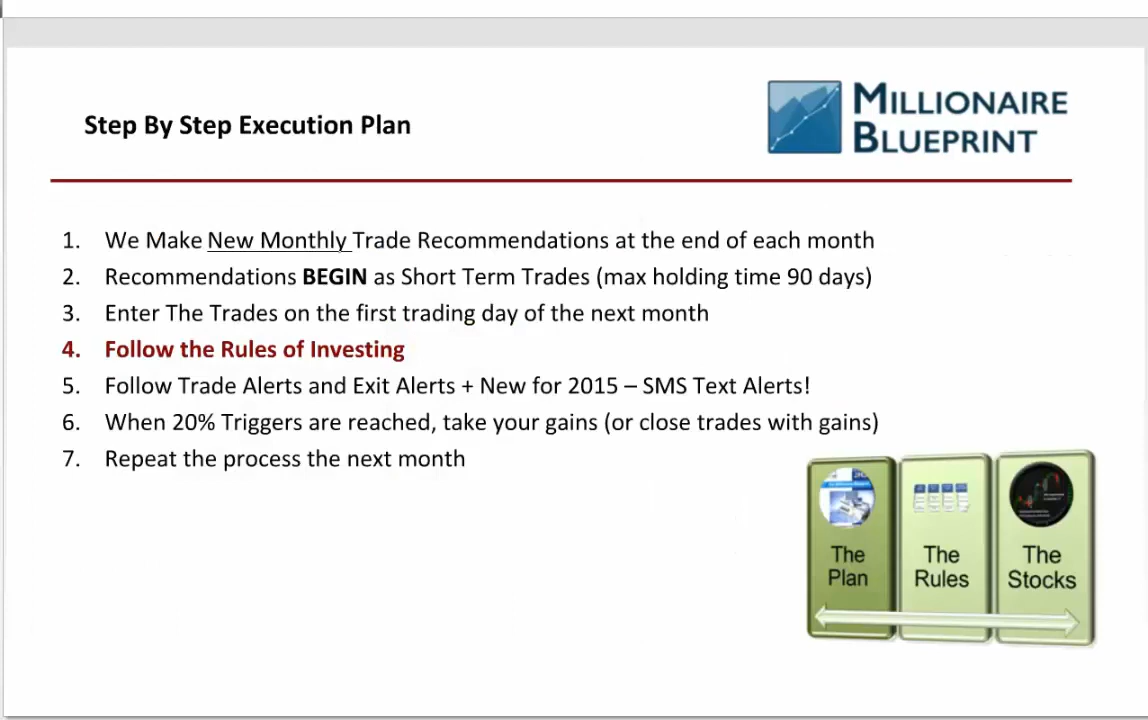 Step By Step Execution Plan
MILLIONAIRE
BLUEPRINT
1. We Make New Monthly Trade Recommendations at the end of each month
2. Recommendations BEGIN as Short Term Trades (max holding time 90 days)
3. Enter The Trades on the first trading day of the next month
4. Follow the Rules of Investing
5. Follow Trade Alerts and Exit Alerts + New for 2015 – SMS Text Alerts!
6. When 20% Triggers are reached, take your gains (or close trades with gains)
7. Repeat the process the next month
The
Plan
The
Rules
The
Stocks